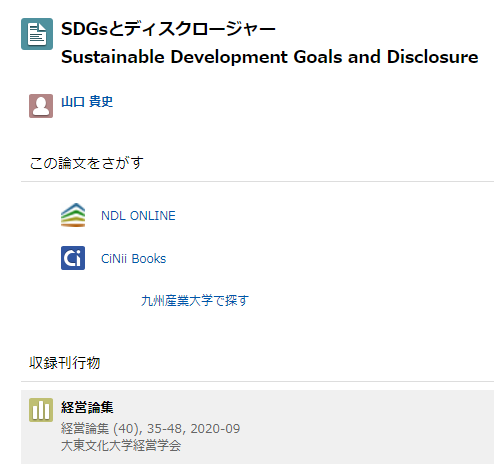 SDGsとディスクロージャー
Sustainable Development Goals and Disclosure
山口 貴史
この論文をさがす
NDL ONLINE
Ci CiNii Books
九州産業大学で探す
収録刊行物
経営論集
経営論集 (40), 35-48, 2020-09
大東文化大学経営学会